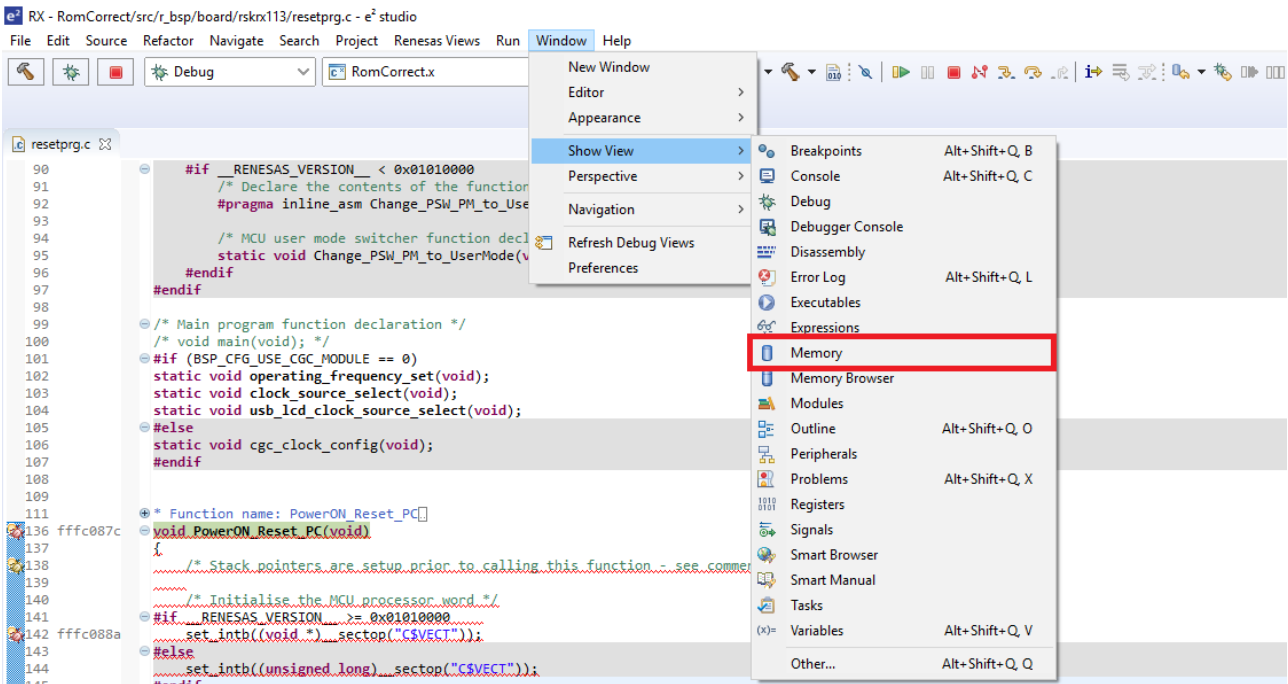 RX - RomCorrect/src/r_bsp/board/rskrx113/resetprg.c - e² studio
File Edit Source Refactor Navigate Search Project Renesas Views Run Window Help
Debug RomCorrect.x
New Window
Editor
Appearance
Show View
Perspective
Navigation
Refresh Debug Views
Preferences
Breakpoints Alt+Shift+Q, B
Console Alt+Shift+Q, C
Debug
Debugger Console
Disassembly
Error Log Alt+Shift+Q, L
Executables
Expressions
Memory
Memory Browser
Modules
Outline Alt+Shift+Q, O
Peripherals
Problems Alt+Shift+Q, X
Registers
Signals
Smart Browser
Smart Manual
Tasks
Variables Alt+Shift+Q, V
Other... Alt+Shift+Q, Q
resetprg.c
90 #if __RENESAS_VERSION__ < 0x01010000
91 /* Declare the contents of the function
92 #pragma inline_asm Change_PSW_PM_to_Use
93
94 /* MCU user mode switcher function decl
95 static void Change_PSW_PM_to_UserMode(v
96 #endif
97 #endif
98
99 /* Main program function declaration */
100 /* void main(void); */
101 #if (BSP_CFG_USE_CGC_MODULE == 0)
102 static void operating_frequency_set(void);
103 static void clock_source_select(void);
104 static void usb_lcd_clock_source_select(void);
105 #else
106 static void cgc_clock_config(void);
107 #endif
108
109
111 * Function name: PowerON_Reset_PC
136 fffc087c void PowerON_Reset_PC(void)
137 {
138 /* Stack pointers are setup prior to calling this function - see comme
139
140 /* Initialise the MCU processor word */
141 #if __RENESAS_VERSION__ >= 0x01010000
142 fffc088a set_intb((void *)__sectop("C$VECT"));
143 #else
144 set_intb((unsigned long)__sectop("C$VECT"));